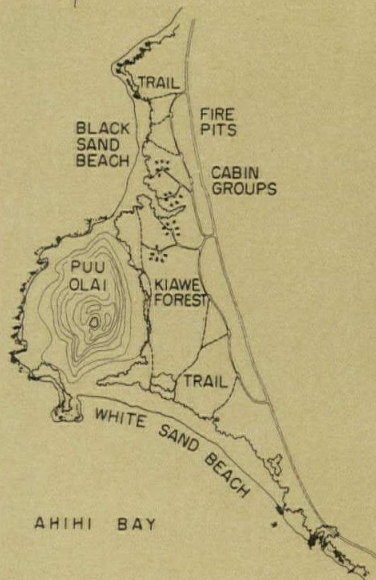 TRAIL
FIRE
PITS
BLACK
SAND
BEACH
CABIN
GROUPS
PUU
OLAI
KIAWE
FOREST
TRAIL
WHITE SAND BEACH
AHIHI BAY